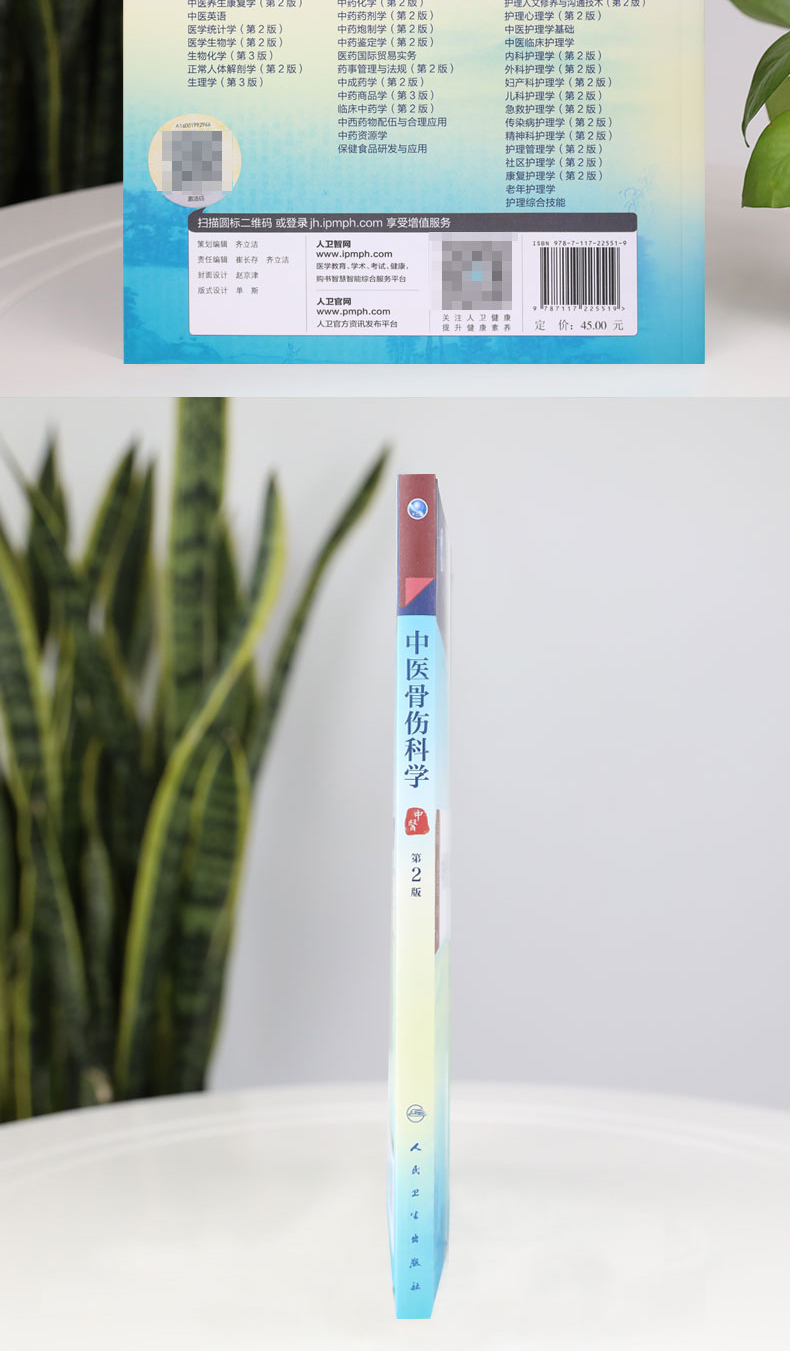 中医养生康复学（第２版）
中医英语
医学统计学（第２版）
医学生物学（第２版）
生物化学（第３版）
正常人体解剖学（第２版）
生理学（第３版）
中药化学（第２版）
中药药剂学（第２版）
中药炮制学（第２版）
中药鉴定学（第２版）
医药国际贸易实务
药事管理与法规（第２版）
中成药学（第２版）
中药商品学（第３版）
临床中药学（第２版）
中西药物配伍与合理应用
中药资源学
保健食品研发与应用
护理人文修养与沟通技术（第２版）
护理心理学（第２版）
中医护理学基础
中医临床护理学
内科护理学（第２版）
外科护理学（第２版）
妇产科护理学（第２版）
儿科护理学（第２版）
急救护理学（第２版）
传染病护理学（第２版）
精神科护理学（第２版）
护理管理学（第２版）
社区护理学（第２版）
康复护理学（第２版）
老年护理学
护理综合技能
激活码
扫描圆标二维码 或登录 jh.ipmph.com 享受增值服务
策划编辑 齐立洁
责任编辑 崔长存 齐立洁
封面设计 赵京津
版式设计 单 斯
人卫智网
www.ipmph.com
医学教育、学术、考试、健康，
购书智慧智能综合服务平台
人卫官网
www.pmph.com
人卫官方资讯发布平台
关注人卫健康
提升健康素养
ISBN 978-7-117-22551-9
9 787117 225519 >
定 价：45.00 元
中医骨伤科学
中醫
第
2
版
人民卫生出版社